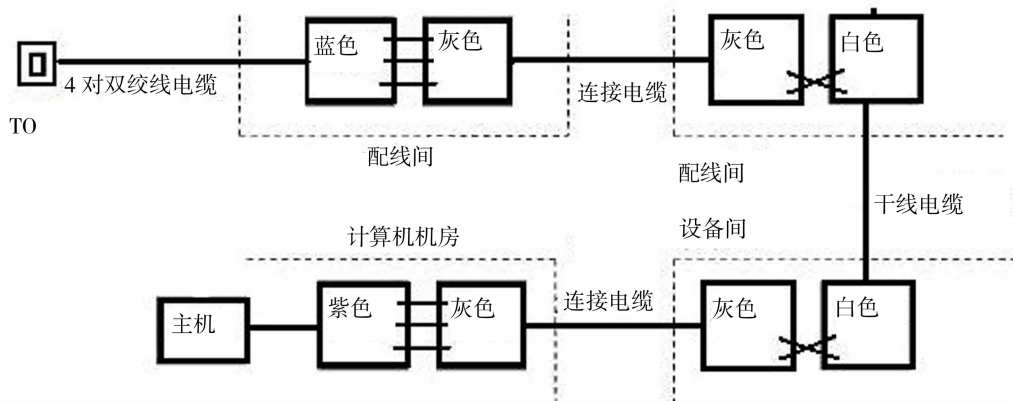 蓝色
灰色
灰色
白色
4 对双绞线电缆
连接电缆
TO
配线间
配线间
干线电缆
设备间
计算机机房
主机
紫色
灰色
连接电缆
灰色
白色